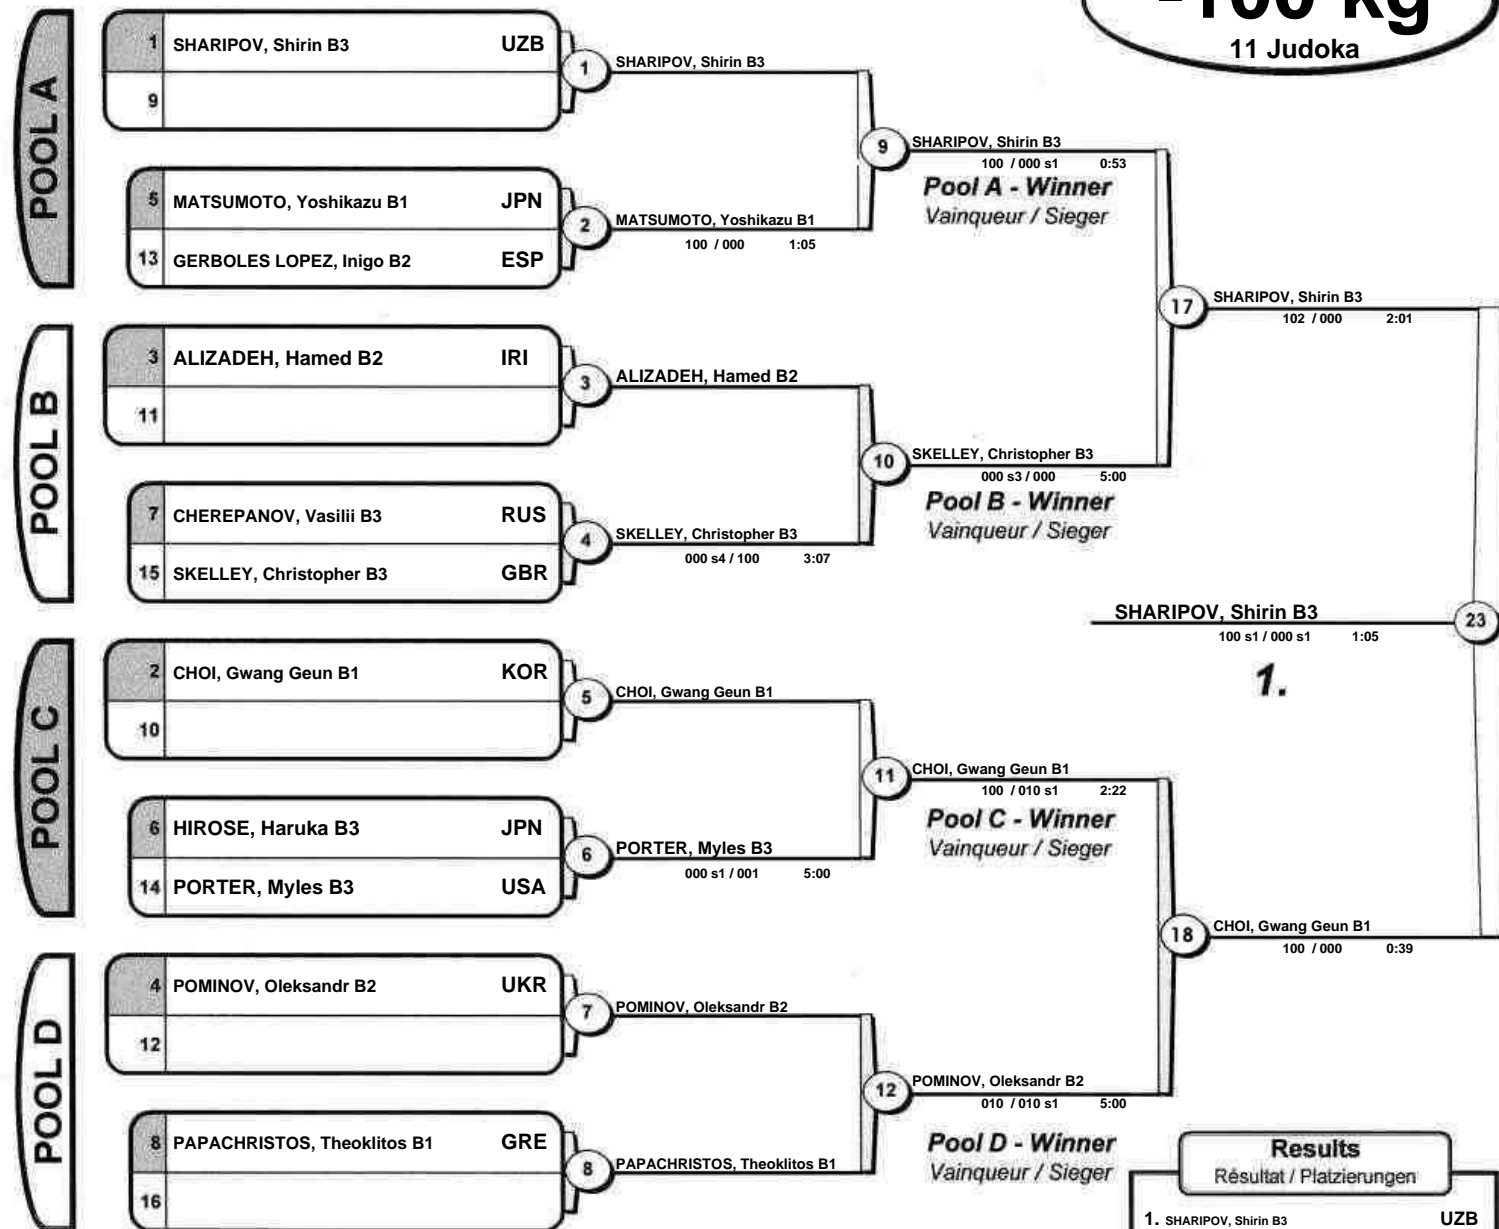 -100 kg
11 Judoka
POOL A
1 SHARIPOV, Shirin B3 UZB
9
1
SHARIPOV, Shirin B3
5 MATSUMOTO, Yoshikazu B1 JPN
13 GERBOLES LOPEZ, Inigo B2 ESP
2
MATSUMOTO, Yoshikazu B1
100 / 000 1:05
9
SHARIPOV, Shirin B3
100 / 000 s1 0:53
Pool A - Winner
Vainqueur / Sieger
POOL B
3 ALIZADEH, Hamed B2 IRI
11
3
ALIZADEH, Hamed B2
7 CHEREPANOV, Vasilii B3 RUS
15 SKELLEY, Christopher B3 GBR
4
SKELLEY, Christopher B3
000 s4 / 100 3:07
10
SKELLEY, Christopher B3
000 s3 / 000 5:00
Pool B - Winner
Vainqueur / Sieger
17
SHARIPOV, Shirin B3
102 / 000 2:01
SHARIPOV, Shirin B3
100 s1 / 000 s1 1:05
23
1.
POOL C
2 CHOI, Gwang Geun B1 KOR
10
5
CHOI, Gwang Geun B1
6 HIROSE, Haruka B3 JPN
14 PORTER, Myles B3 USA
6
PORTER, Myles B3
000 s1 / 001 5:00
11
CHOI, Gwang Geun B1
100 / 010 s1 2:22
Pool C - Winner
Vainqueur / Sieger
18
CHOI, Gwang Geun B1
100 / 000 0:39
POOL D
4 POMINOV, Oleksandr B2 UKR
12
7
POMINOV, Oleksandr B2
8 PAPACHRISTOS, Theoklitos B1 GRE
16
8
PAPACHRISTOS, Theoklitos B1
12
POMINOV, Oleksandr B2
010 / 010 s1 5:00
Pool D - Winner
Vainqueur / Sieger
Results
Résultat / Platzierungen
1. SHARIPOV, Shirin B3 UZB